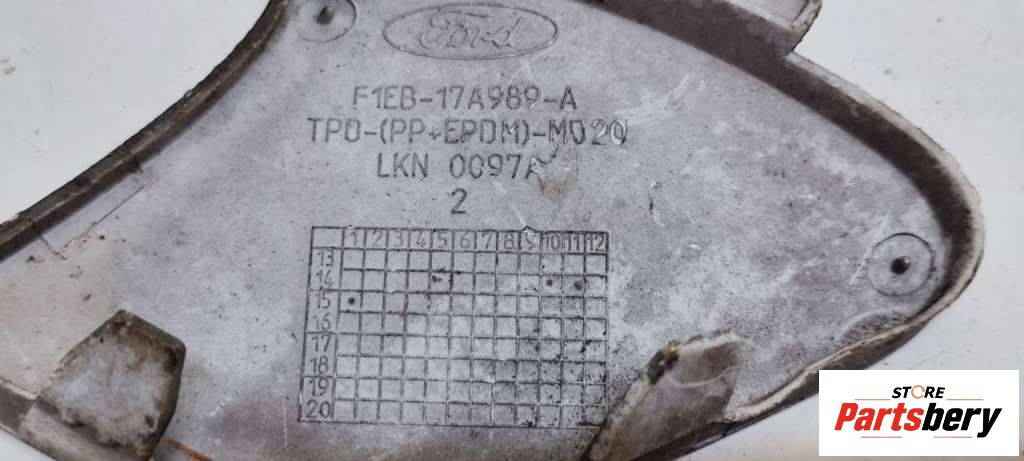 Ford
F1EB-17A989-A
TPO-(PP+EPDM)-MD20
LKN 0097A
2
1 2 3 4 5 6 7 8 9 10 11 12
13
14
15
16
17
18
19
20
STORE
Partsbery